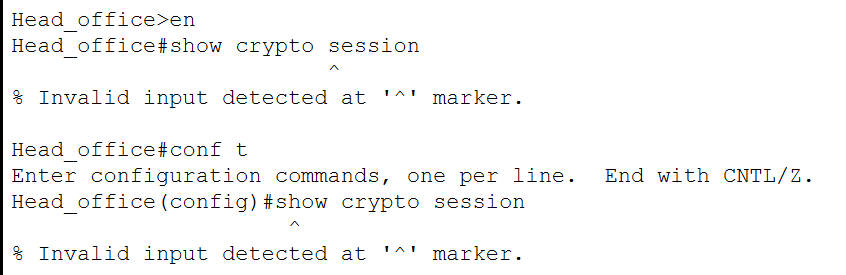 Head_office>en
Head_office#show crypto session
^
% Invalid input detected at '^' marker.
Head_office#conf t
Enter configuration commands, one per line.  End with CNTL/Z.
Head_office(config)#show crypto session
^
% Invalid input detected at '^' marker.